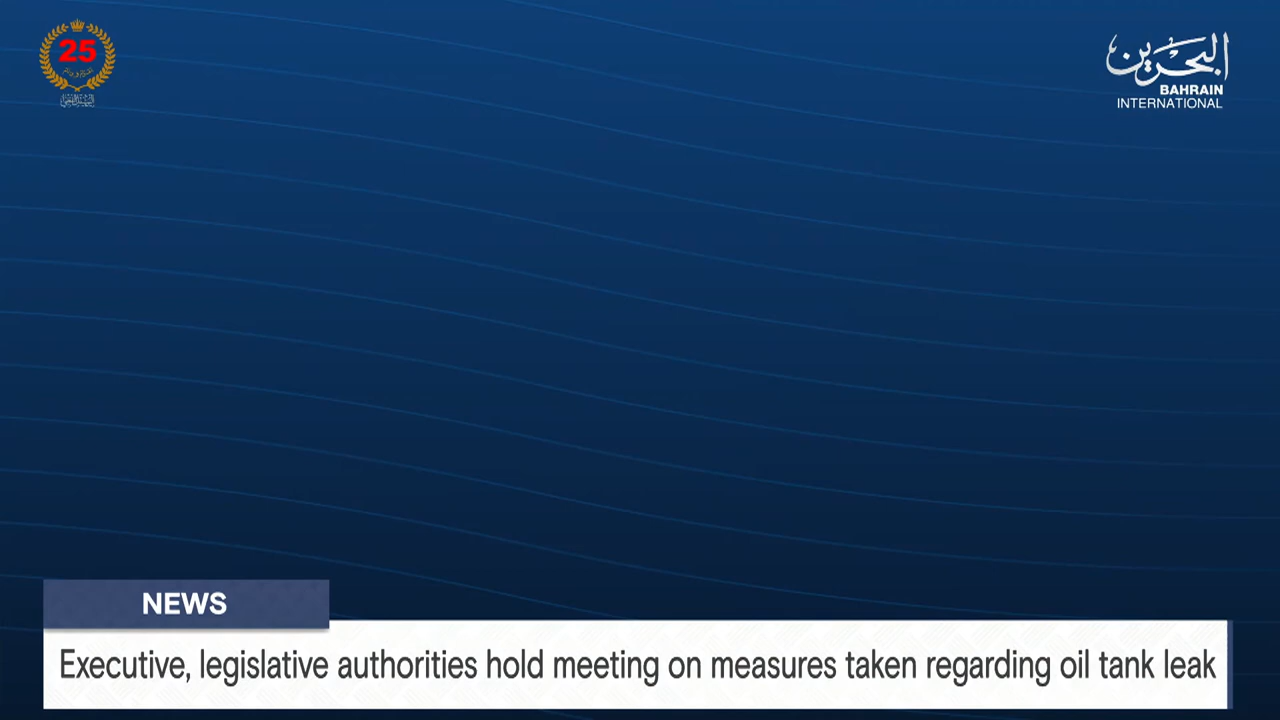 25
البحرين
BAHRAIN
INTERNATIONAL
NEWS
Executive, legislative authorities hold meeting on measures taken regarding oil tank leak